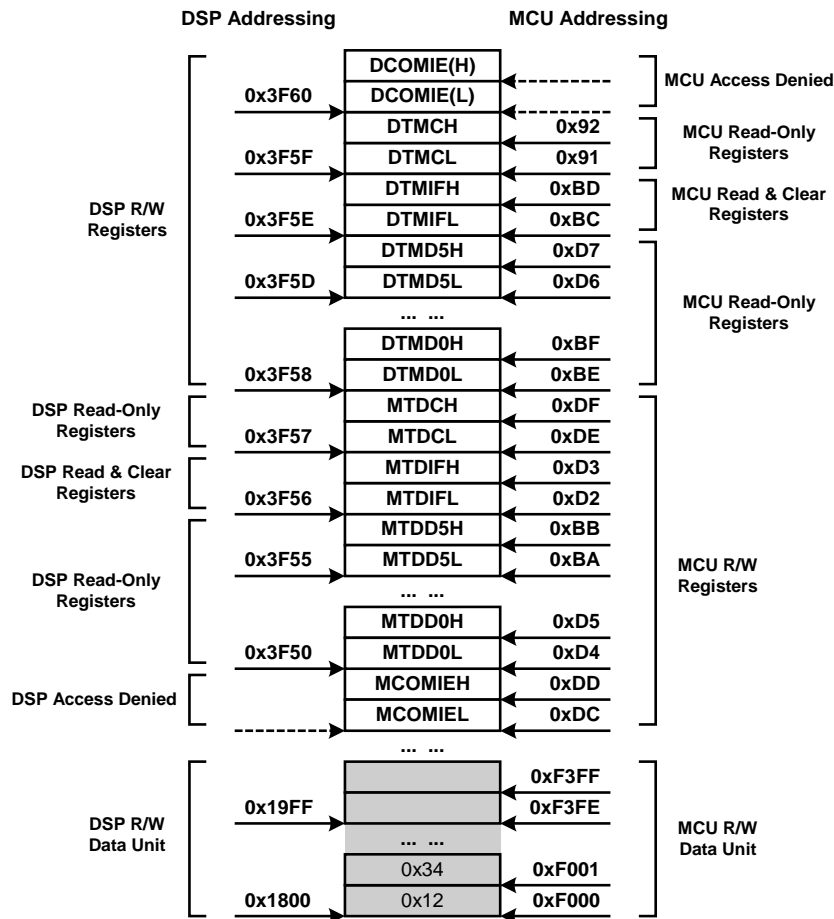 DSP Addressing MCU Addressing
DCOMIE(H)
MCU Access Denied
0x3F60 DCOMIE(L)
DTMCH 0x92
MCU Read-Only
Registers
0x3F5F DTMCL 0x91
DTMIFH 0xBD
MCU Read & Clear
Registers
DSP R/W
Registers
0x3F5E DTMIFL 0xBC
DTMD5H 0xD7
0x3F5D DTMD5L 0xD6
MCU Read-Only
Registers
... ...
DTMD0H 0xBF
0x3F58 DTMD0L 0xBE
DSP Read-Only
Registers
MTDCH 0xDF
0x3F57 MTDCL 0xDE
DSP Read & Clear
Registers
MTDIFH 0xD3
0x3F56 MTDIFL 0xD2
MTDD5H 0xBB
0x3F55 MTDD5L 0xBA
MCU R/W
Registers
DSP Read-Only
Registers
... ...
MTDD0H 0xD5
0x3F50 MTDD0L 0xD4
DSP Access Denied
MCOMIEH 0xDD
MCOMIEL 0xDC
... ...
0xF3FF
0x19FF 0xF3FE
DSP R/W
Data Unit
MCU R/W
Data Unit
... ...
0x34 0xF001
0x1800 0x12 0xF000